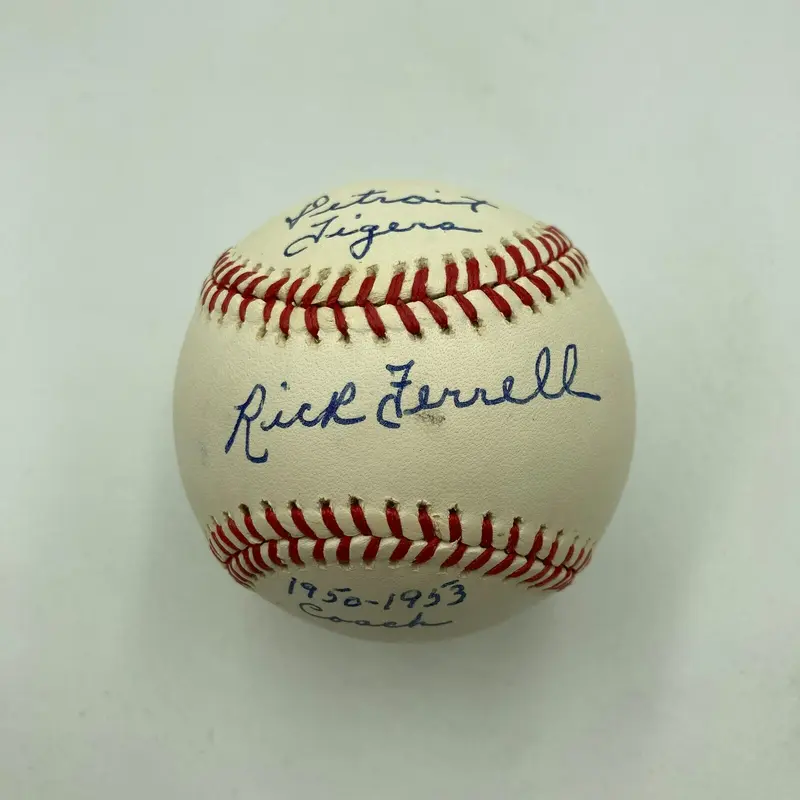 Detroit
Tigers
Rick Ferrell
1950-1953
Coach